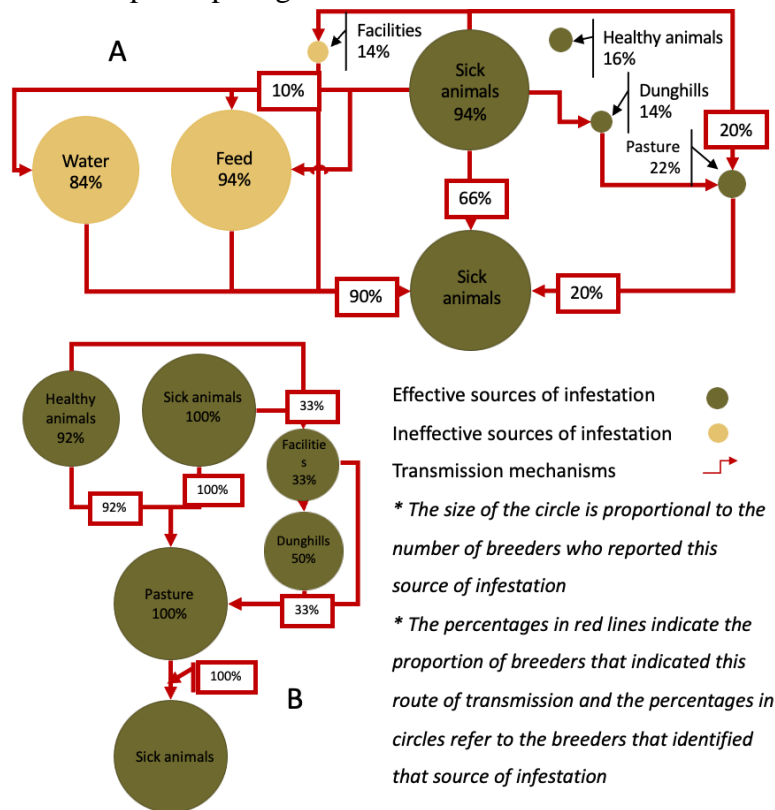 A
Facilities
14%
Healthy animals
16%
Sick
animals
94%
Dunghills
14%
10%
20%
Pasture
22%
Water
84%
Feed
94%
66%
Sick
animals
90%
20%
Healthy
animals
92%
Sick animals
100%
33%
Facilitie
s
33%
92%
100%
Dunghills
50%
Pasture
100%
33%
100%
B
Sick animals
Effective sources of infestation
Ineffective sources of infestation
Transmission mechanisms
* The size of the circle is proportional to the
number of breeders who reported this
source of infestation
* The percentages in red lines indicate the
proportion of breeders that indicated this
route of transmission and the percentages in
circles refer to the breeders that identified
that source of infestation